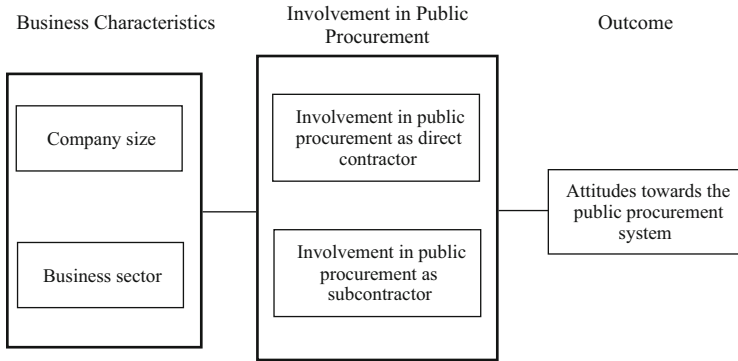 Business Characteristics
Involvement in Public
Procurement
Outcome
Company size
Business sector
Involvement in public
procurement as direct
contractor
Involvement in public
procurement as
subcontractor
Attitudes towards the
public procurement
system